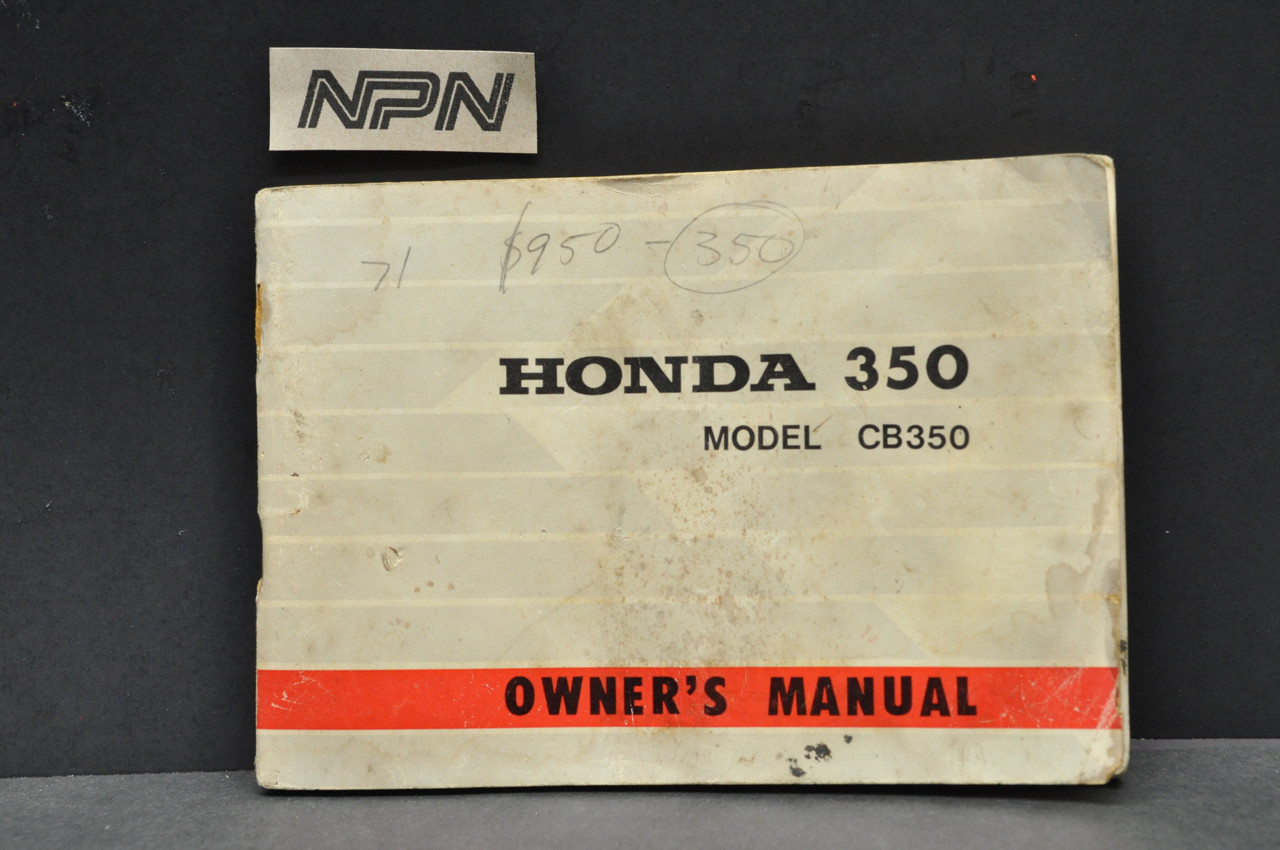 NPN
71 $950 - 350
HONDA 350
MODEL CB350
OWNER'S MANUAL